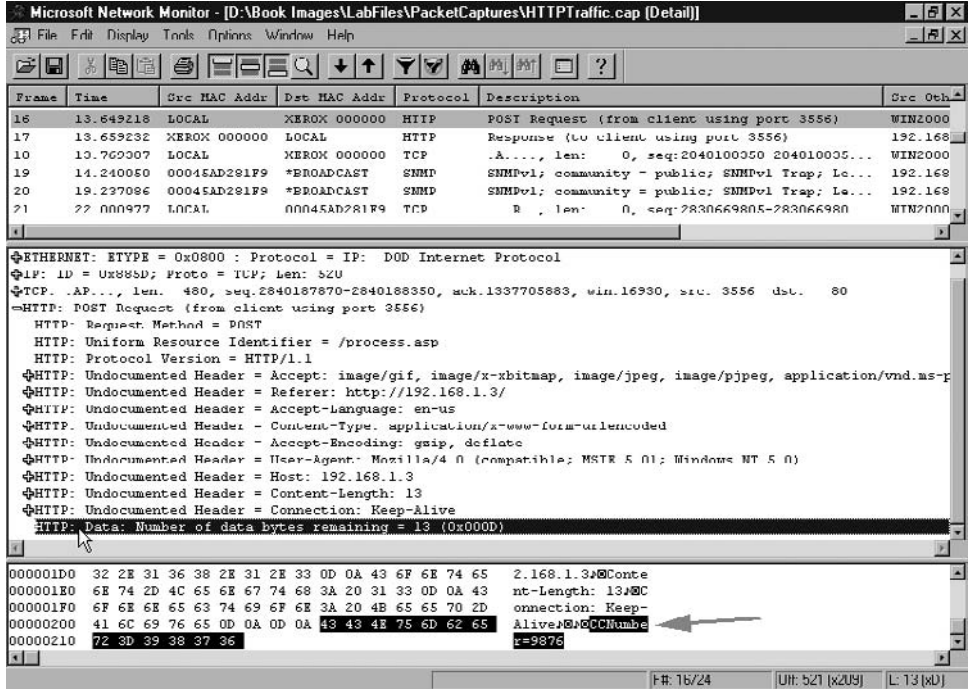 Microsoft Network Monitor - [D:\Book Images\LabFiles\PacketCaptures\HTTPTraffic.cap (Detail)]
File Edit Display Tools Options Window Help
Frame Time Src MAC Addr Dst MAC Addr Protocol Description Src Oth
16 13.649218 LOCAL XEROX 000000 HTTP POST Request (from client using port 3556) WIN2000
17 13.659232 XEROX 000000 LOCAL HTTP Response (to client using port 3556) 192.168
13.769307 LOCAL XEROX 000000 TCP .A...., len: 0, WIN2000
19 14.240050 00045AD281F9 *BROADCAST SNMP SNMPv1; community = public; SNMPv1 Trap; Le... 192.168
20 19.237086 00045AD281F9 *BROADCAST SNMP SNMPv1; community = public; SNMPv1 Trap; Le... 192.168
21 22.000977 LOCAL 00045AD281F9 TCP R , len: 0, seq:2830669805-283066980 WIN2000
ETHERNET: ETYPE = 0x0800 : Protocol = IP: DOD Internet Protocol
IP: ID = 0x885D; Proto = TCP; Len: 520
TCP: .AP..., len: 480, seq:2840187870-2840188350, ack:1337705883, win:16930, src: 3556 dst: 80
HTTP: POST Request (from client using port 3556)
HTTP: Request Method = POST
HTTP: Uniform Resource Identifier = /process.asp
HTTP: Protocol Version = HTTP/1.1
HTTP: Undocumented Header = Accept: image/gif, image/x-xbitmap, image/jpeg, image/pjpeg, application/vnd.ms-p
HTTP: Undocumented Header = Referer: http://192.168.1.3/
HTTP: Undocumented Header = Accept-Language: en-us
HTTP: Undocumented Header = Content-Type: application/x-www-form-urlencoded
HTTP: Undocumented Header = Accept-Encoding: gzip, deflate
HTTP: Undocumented Header = User-Agent: Mozilla/4.0 (compatible; MSIE 5.01; Windows NT 5.0)
HTTP: Undocumented Header = Host: 192.168.1.3
HTTP: Undocumented Header = Content-Length: 13
HTTP: Undocumented Header = Connection: Keep-Alive
HTTP: Data: Number of data bytes remaining = 13 (0x000D)
000001D0 32 2E 31 36 38 2E 31 2E 33 0D 0A 43 6F 6E 74 65 2.168.1.3♪◙Conte
000001E0 6E 74 2D 4C 65 6E 67 74 68 3A 20 31 33 0D 0A 43 nt-Length: 13♪◙C
000001F0 6F 6E 6E 65 63 74 69 6F 6E 3A 20 4B 65 65 70 2D onnection: Keep-
00000200 41 6C 69 76 65 0D 0A 0D 0A 43 43 4E 75 6D 62 65 Alive♪◙♪◙CCNumbe
00000210 72 3D 39 38 37 36 r=9876
F#: 16/24 Off: 521 (x209) L: 13 (xD)